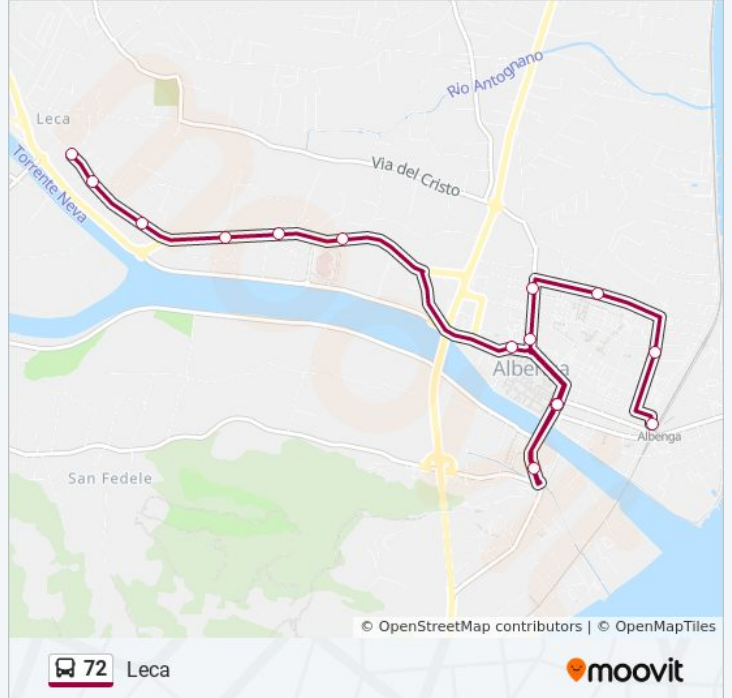 Rio Antognano
Leca
Via del Cristo
Torrente Neva
Albenga
Albenga
San Fedele
© OpenStreetMap contributors | © OpenMapTiles
72 Leca
moovit